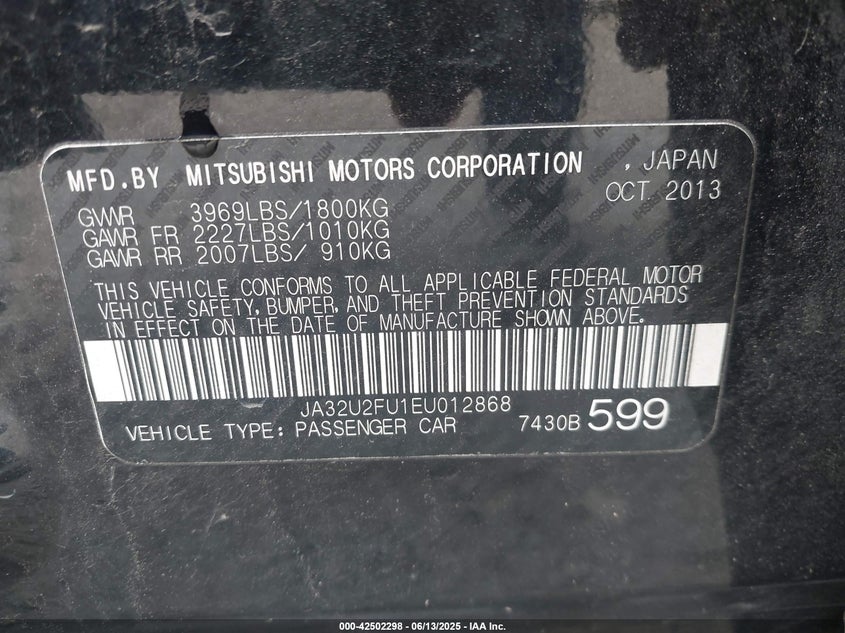 MFD.BY MITSUBISHI MOTORS CORPORATION , JAPAN
OCT 2013
GVWR 3969LBS/1800KG
GAWR FR 2227LBS/1010KG
GAWR RR 2007LBS/ 910KG
THIS VEHICLE CONFORMS TO ALL APPLICABLE FEDERAL MOTOR
VEHICLE SAFETY, BUMPER, AND THEFT PREVENTION STANDARDS
IN EFFECT ON THE DATE OF MANUFACTURE SHOWN ABOVE.
JA32U2FU1EU012868
VEHICLE TYPE: PASSENGER CAR 7430B 599
000-42502298 - 06/13/2025 - IAA Inc.